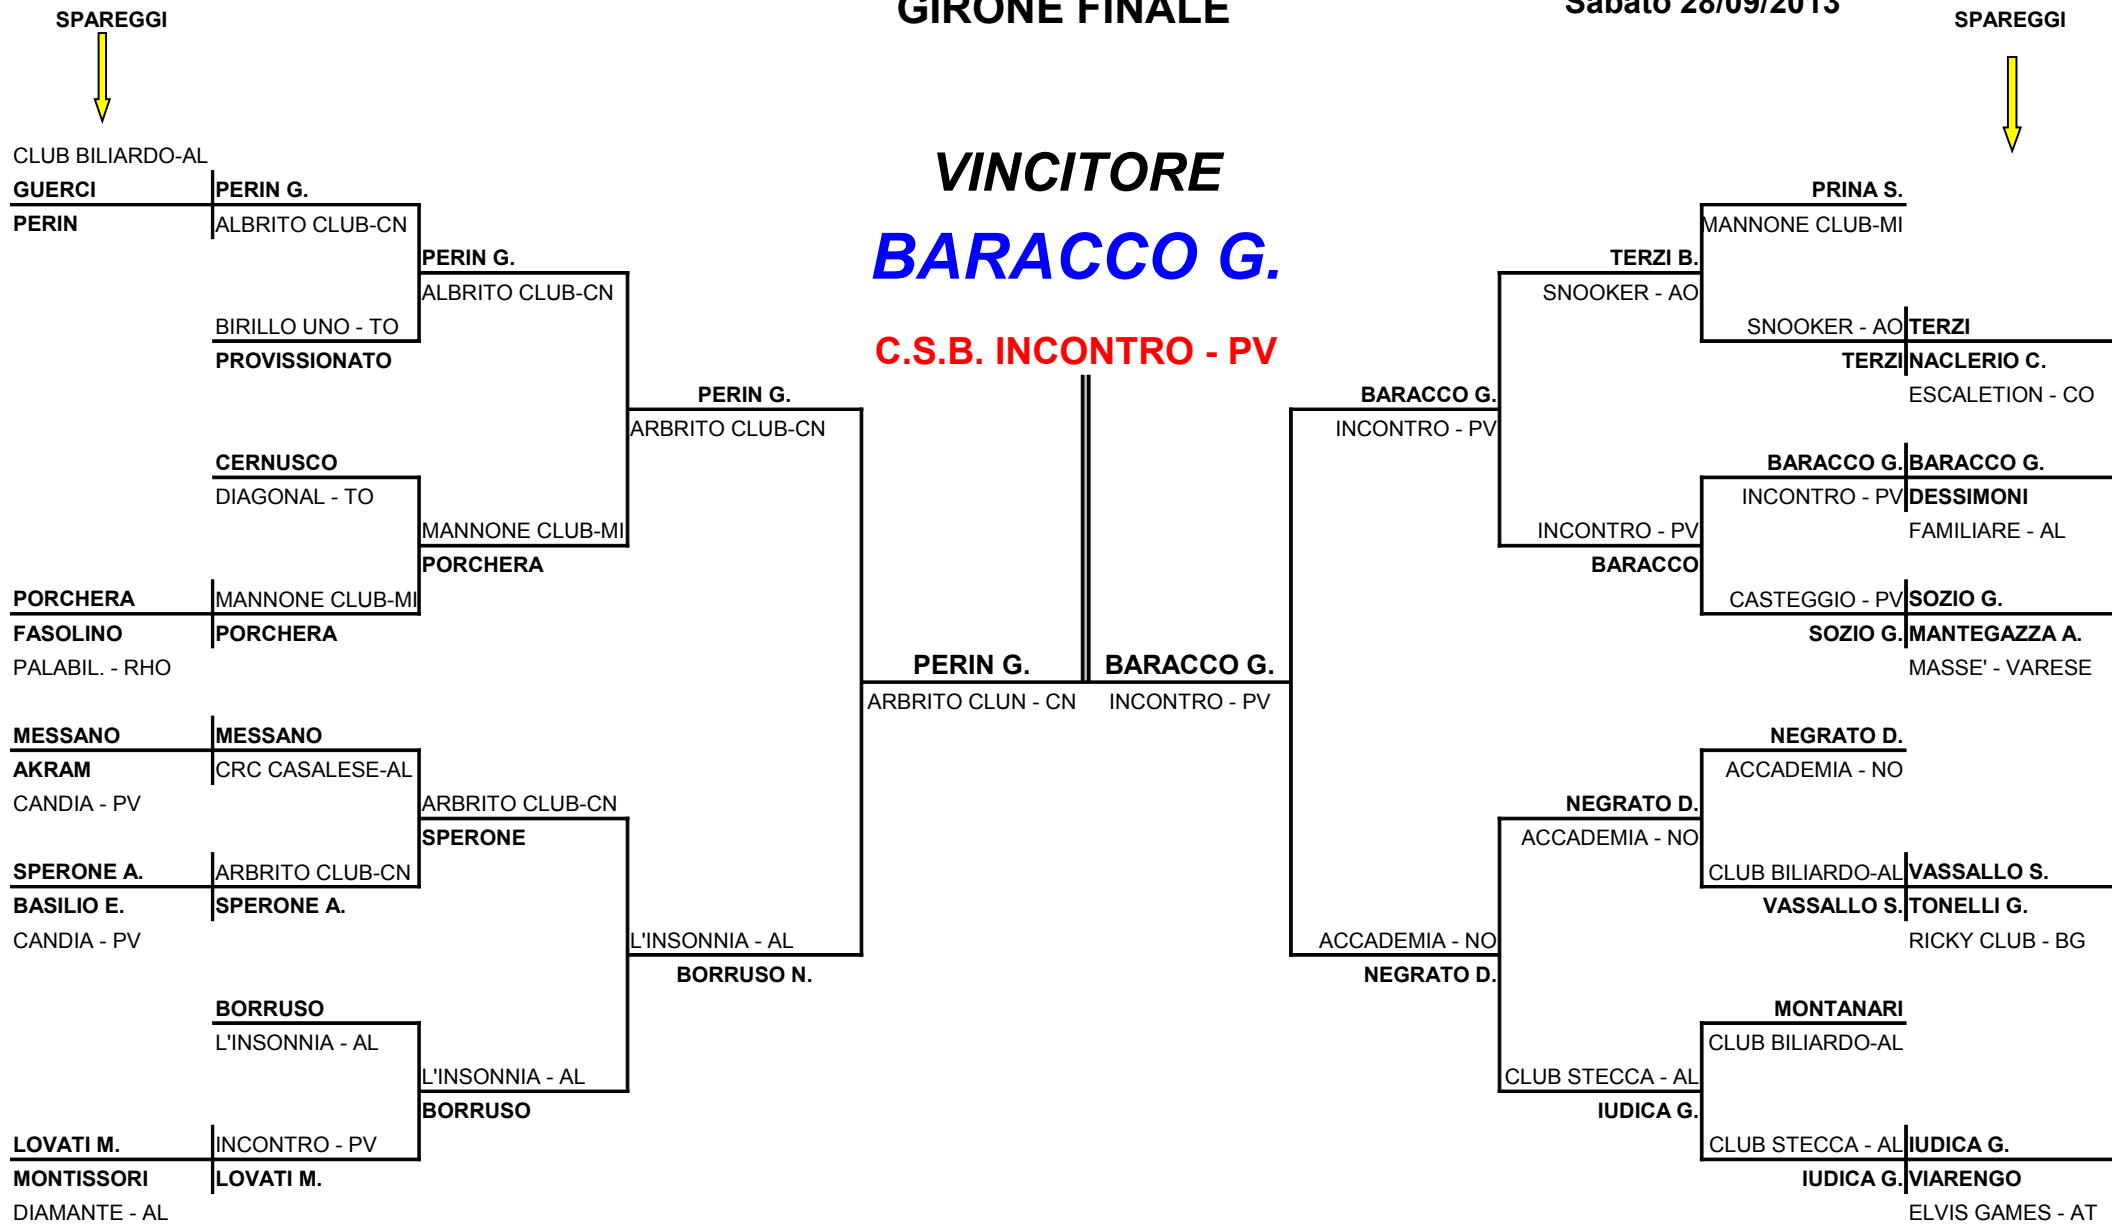 GIRONE FINALE
Sabato 28/09/2013
SPAREGGI
SPAREGGI
VINCITORE
BARACCO G.
C.S.B. INCONTRO - PV
CLUB BILIARDO-AL
GUERCI
PERIN
PERIN G.
ALBRITO CLUB-CN
BIRILLO UNO - TO
PROVISSIONATO
CERNUSCO
DIAGONAL - TO
PORCHERA
FASOLINO
PALABIL. - RHO
MANNONE CLUB-MI
PORCHERA
MESSANO
AKRAM
CANDIA - PV
MESSANO
CRC CASALESE-AL
SPERONE A.
BASILIO E.
CANDIA - PV
ARBRITO CLUB-CN
SPERONE A.
BORRUSO
L'INSONNIA - AL
LOVATI M.
MONTISSORI
DIAMANTE - AL
INCONTRO - PV
LOVATI M.
PERIN G.
ALBRITO CLUB-CN
MANNONE CLUB-MI
PORCHERA
ARBRITO CLUB-CN
SPERONE
L'INSONNIA - AL
BORRUSO
PERIN G.
ARBRITO CLUB-CN
L'INSONNIA - AL
BORRUSO N.
PERIN G.
ARBRITO CLUN - CN
BARACCO G.
INCONTRO - PV
BARACCO G.
INCONTRO - PV
ACCADEMIA - NO
NEGRATO D.
TERZI B.
SNOOKER - AO
INCONTRO - PV
BARACCO
NEGRATO D.
ACCADEMIA - NO
CLUB STECCA - AL
IUDICA G.
PRINA S.
MANNONE CLUB-MI
SNOOKER - AO
TERZI
TERZI
NACLERIO C.
ESCALETION - CO
BARACCO G.
INCONTRO - PV
BARACCO G.
DESSIMONI
FAMILIARE - AL
CASTEGGIO - PV
SOZIO G.
SOZIO G.
MANTEGAZZA A.
MASSE' - VARESE
NEGRATO D.
ACCADEMIA - NO
CLUB BILIARDO-AL
VASSALLO S.
VASSALLO S.
TONELLI G.
RICKY CLUB - BG
MONTANARI
CLUB BILIARDO-AL
CLUB STECCA - AL
IUDICA G.
IUDICA G.
VIARENGO
ELVIS GAMES - AT